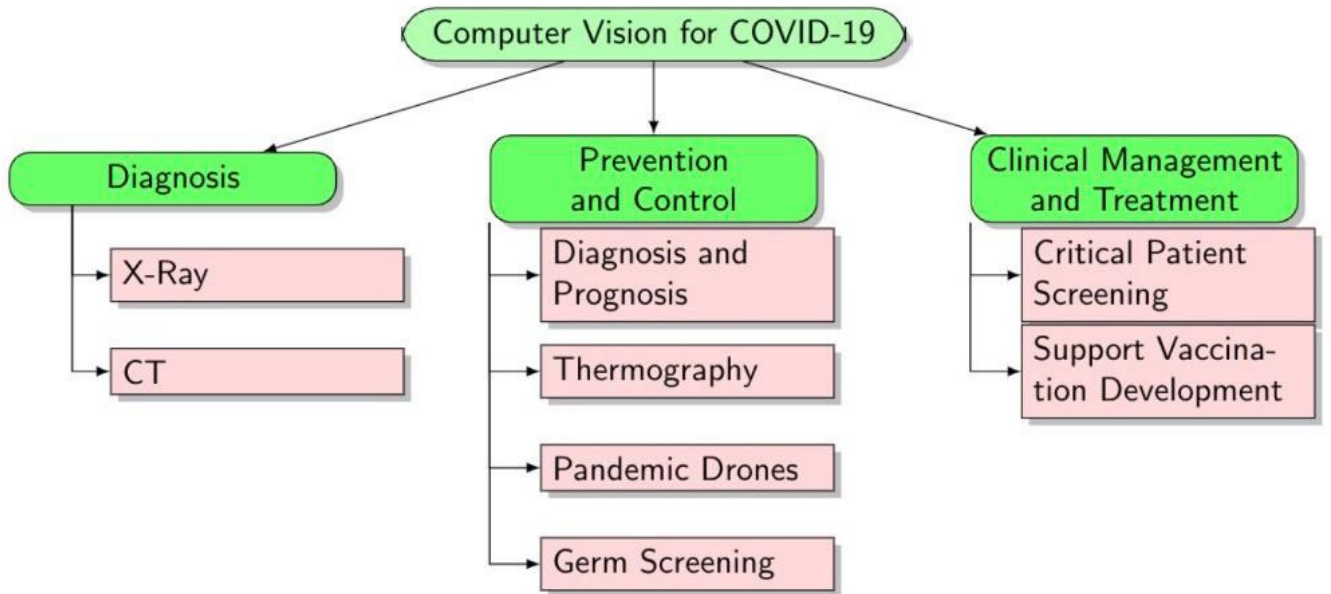 Computer Vision for COVID-19
Diagnosis
X-Ray
CT
Prevention
and Control
Diagnosis and
Prognosis
Thermography
Pandemic Drones
Germ Screening
Clinical Management
and Treatment
Critical Patient
Screening
Support Vaccina-
tion Development